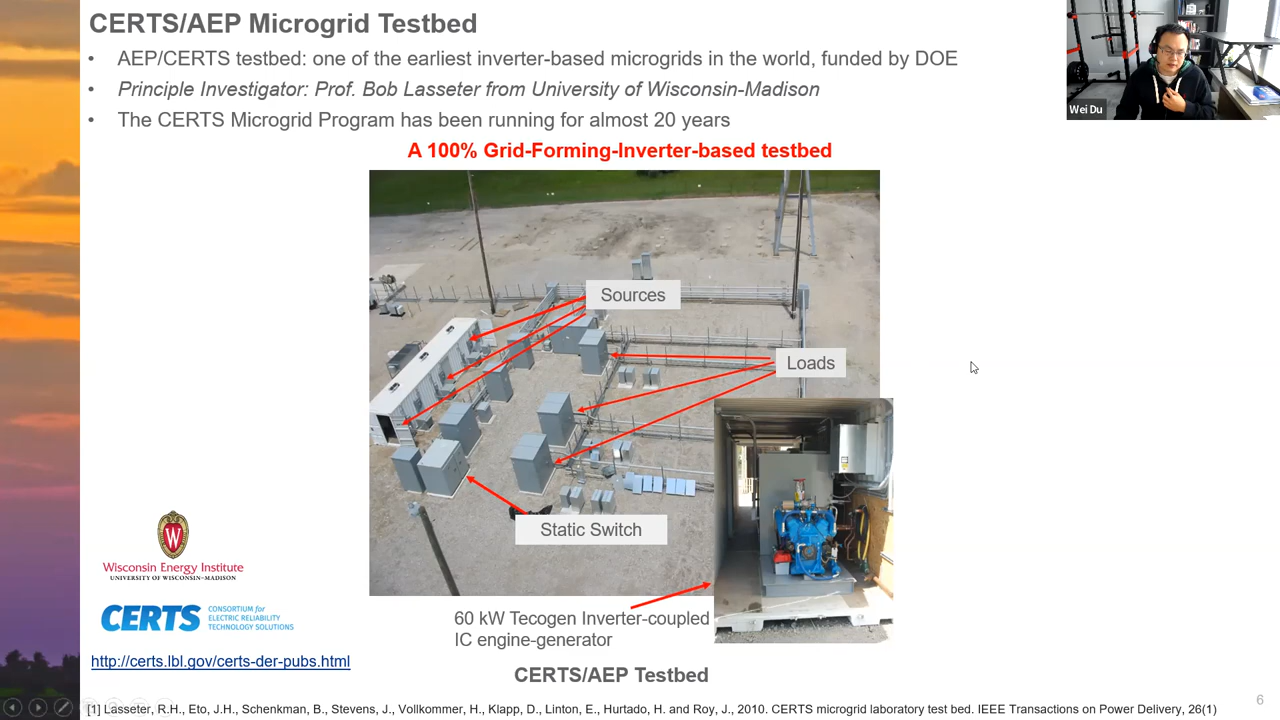 CERTS/AEP Microgrid Testbed
• AEP/CERTS testbed: one of the earliest inverter-based microgrids in the world, funded by DOE
• Principle Investigator: Prof. Bob Lasseter from University of Wisconsin-Madison
• The CERTS Microgrid Program has been running for almost 20 years
Wei Du
A 100% Grid-Forming-Inverter-based testbed
Sources
Loads
Static Switch
60 kW Tecogen Inverter-coupled
IC engine-generator
Wisconsin Energy Institute
UNIVERSITY OF WISCONSIN–MADISON
CERTS
CONSORTIUM for
ELECTRIC RELIABILITY
TECHNOLOGY SOLUTIONS
http://certs.lbl.gov/certs-der-pubs.html
CERTS/AEP Testbed
6
[1] Lasseter, R.H., Eto, J.H., Schenkman, B., Stevens, J., Vollkommer, H., Klapp, D., Linton, E., Hurtado, H. and Roy, J., 2010. CERTS microgrid laboratory test bed. IEEE Transactions on Power Delivery, 26(1)